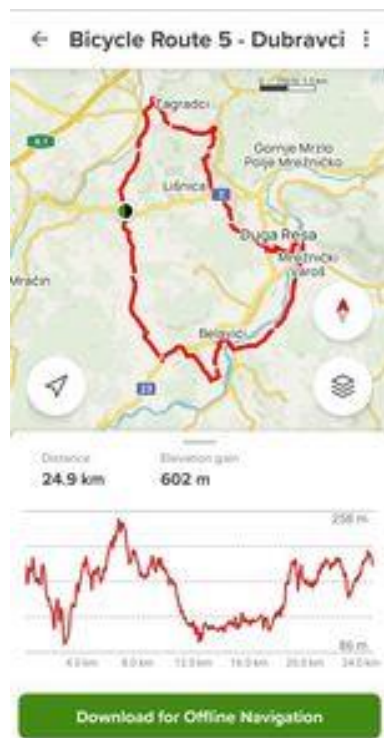 Bicycle Route 5 - Dubravci
Zagradci
Gornje Mrzlo
Polje Mrežničko
Lišnica
Duga Resa
Mrežnički
Varoš
Mračin
Belavići
23
Distance
Elevation gain
24.9 km
602 m
258 m
86 m
4.0 km
8.0 km
12.0 km
16.0 km
20.0 km
24.0 km
Download for Offline Navigation